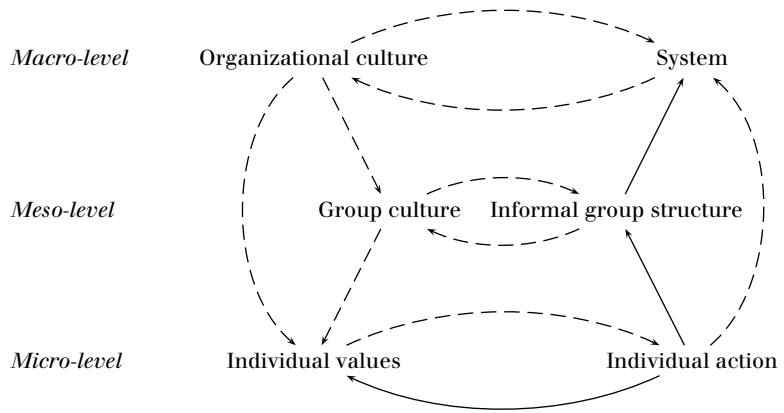 Macro-level Organizational culture System
Meso-level Group culture Informal group structure
Micro-level Individual values Individual action